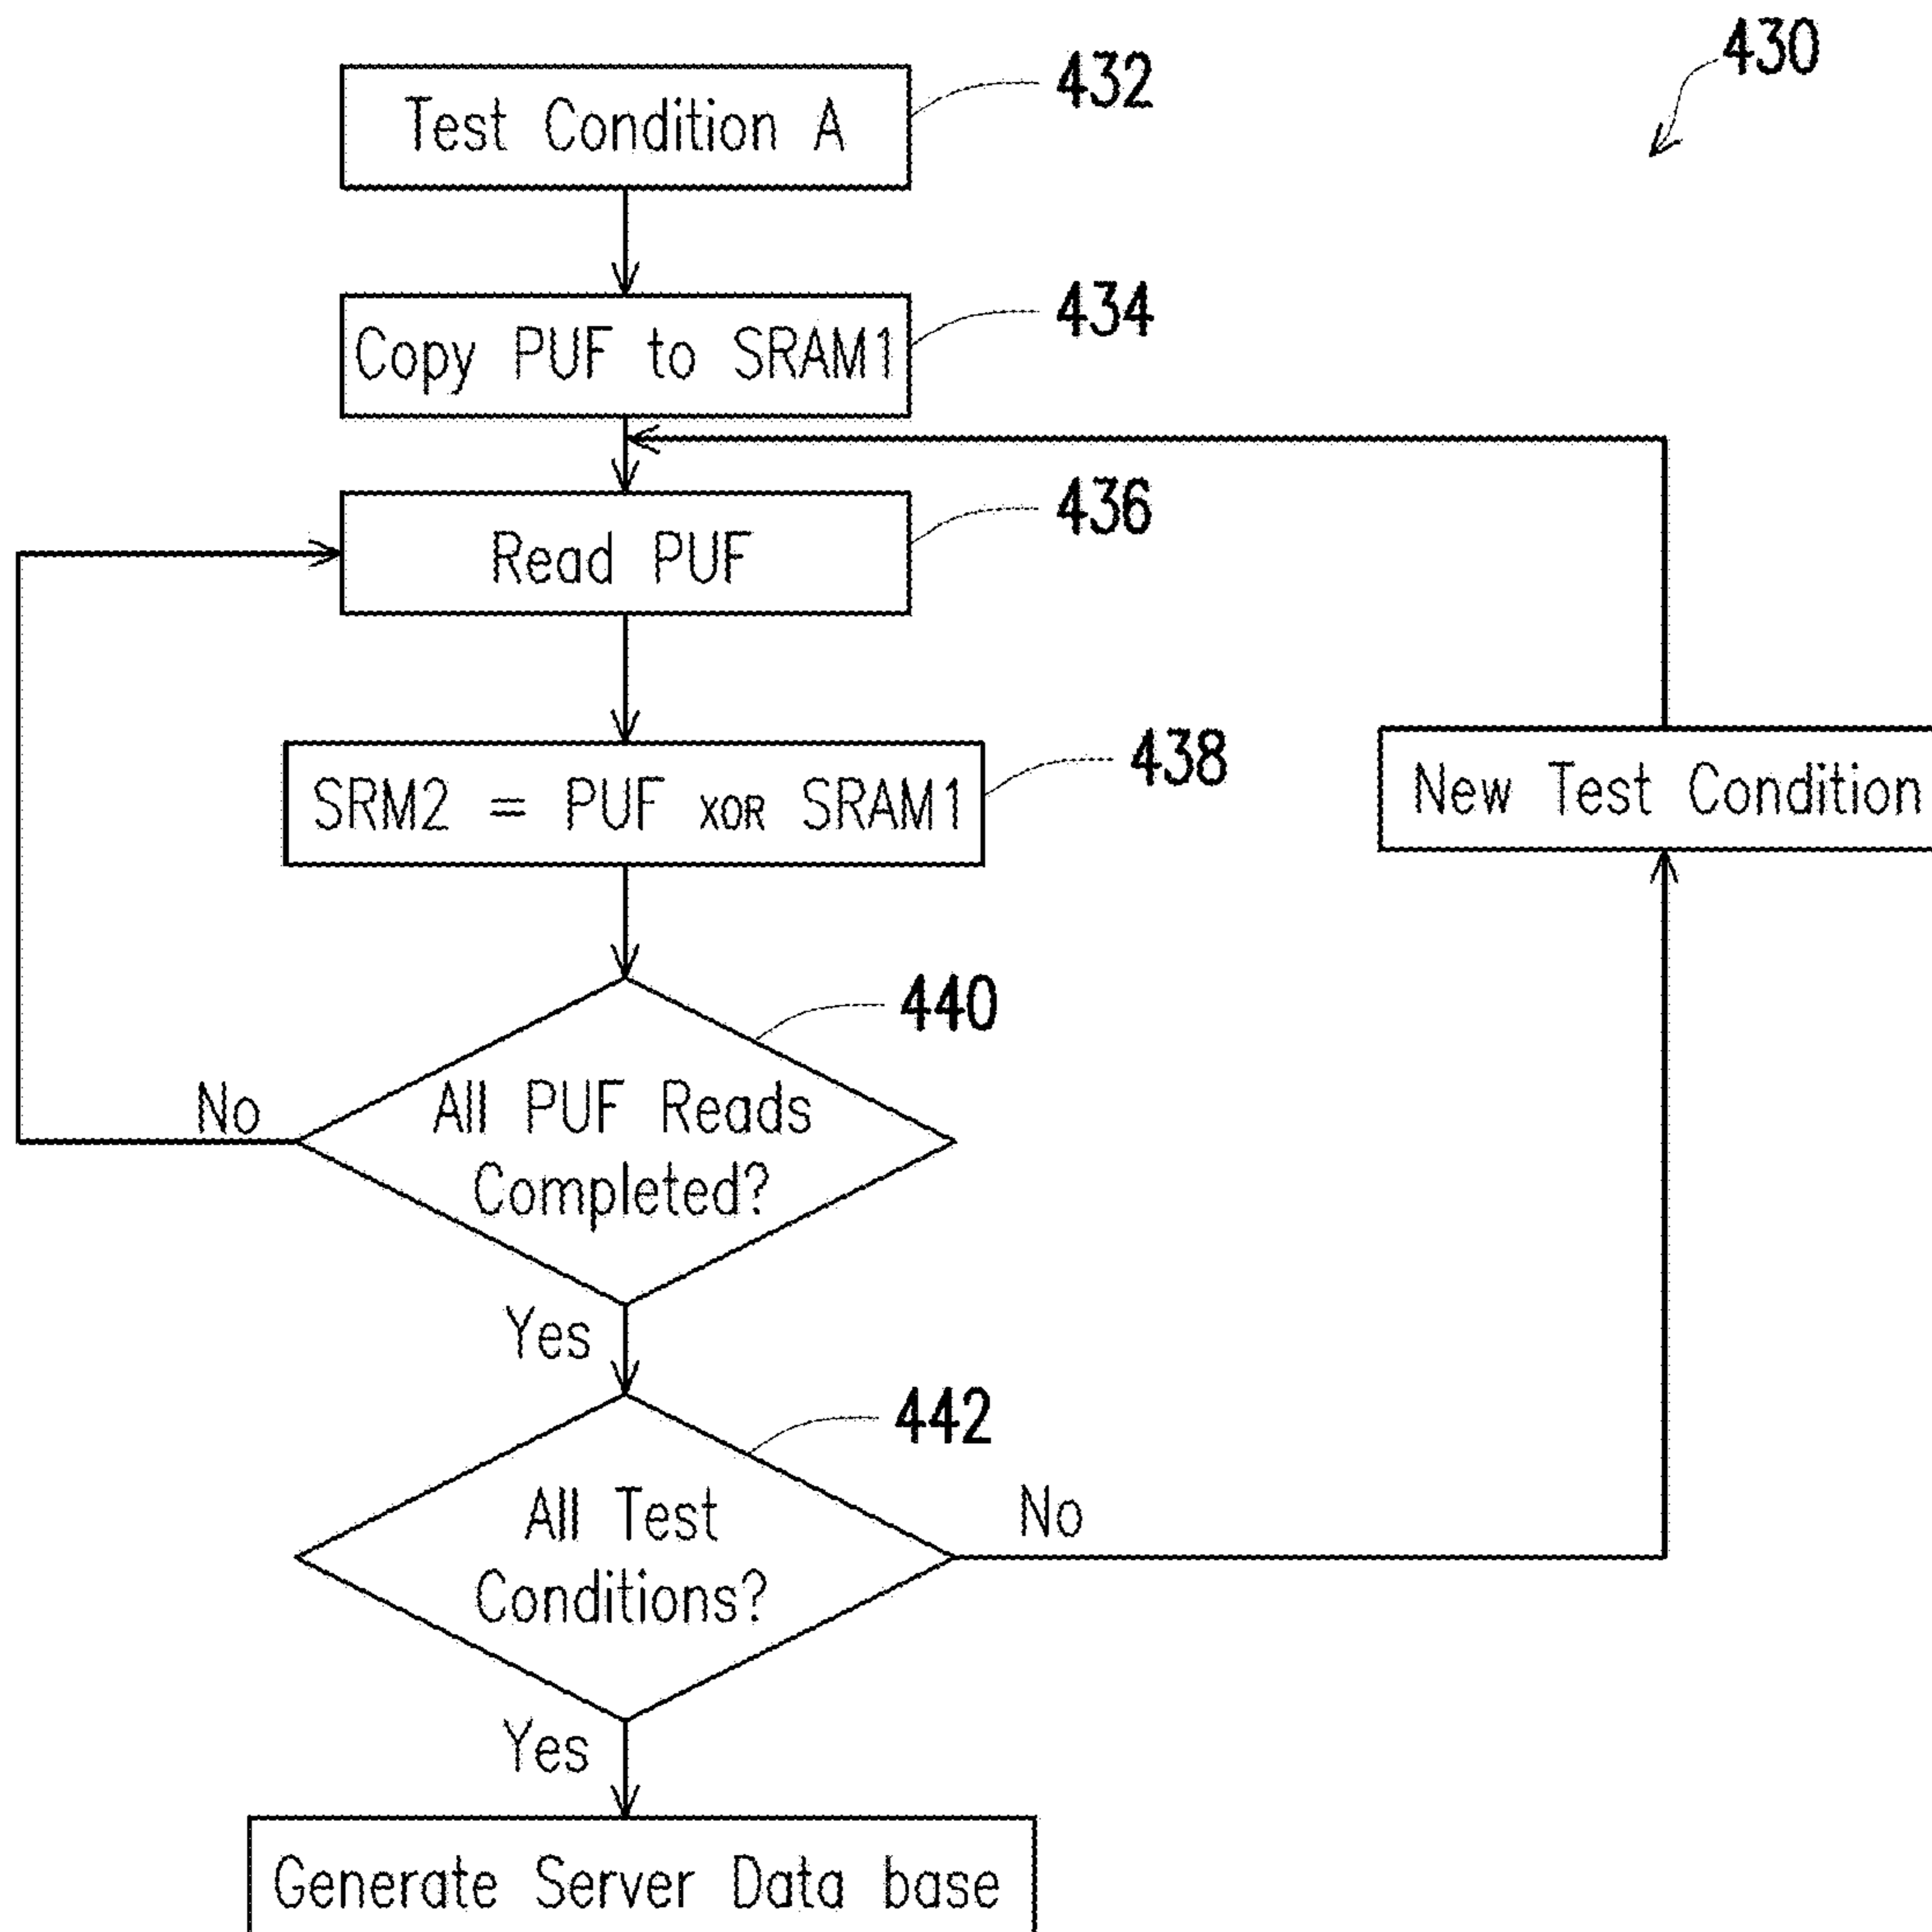 430
Test Condition A
432
Copy PUF to SRAM1
434
Read PUF
436
SRM2 = PUF XOR SRAM1
438
New Test Condition
440
All PUF Reads
Completed?
No
Yes
442
All Test
Conditions?
No
Yes
Generate Server Data base